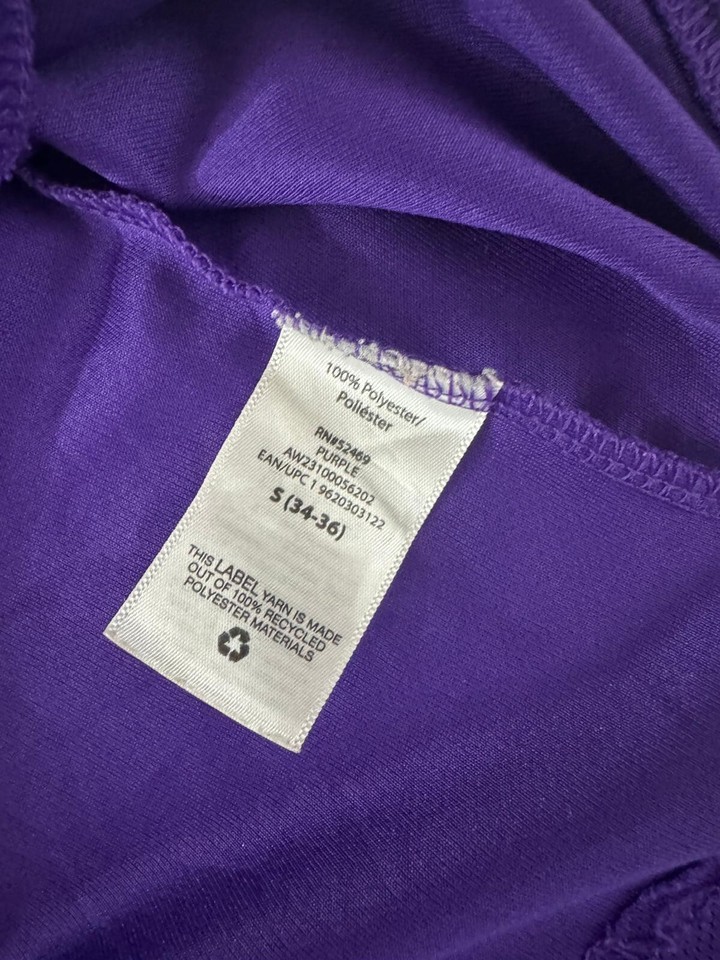 100% Polyester/
Poliéster
RN#52469
PURPLE
AW23100056202
EAN/UPC 1 9620303122
S (34-36)
THIS LABEL YARN IS MADE
OUT OF 100% RECYCLED
POLYESTER MATERIALS